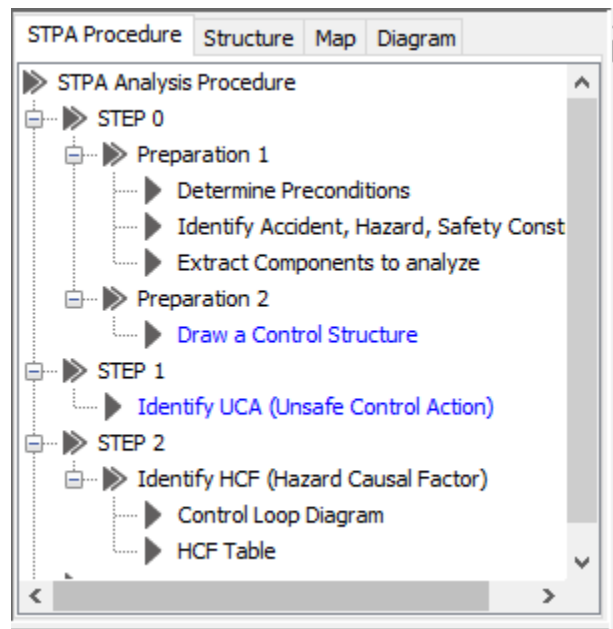 STPA Procedure Structure Map Diagram
STPA Analysis Procedure
STEP 0
Preparation 1
Determine Preconditions
Identify Accident, Hazard, Safety Const
Extract Components to analyze
Preparation 2
Draw a Control Structure
STEP 1
Identify UCA (Unsafe Control Action)
STEP 2
Identify HCF (Hazard Causal Factor)
Control Loop Diagram
HCF Table